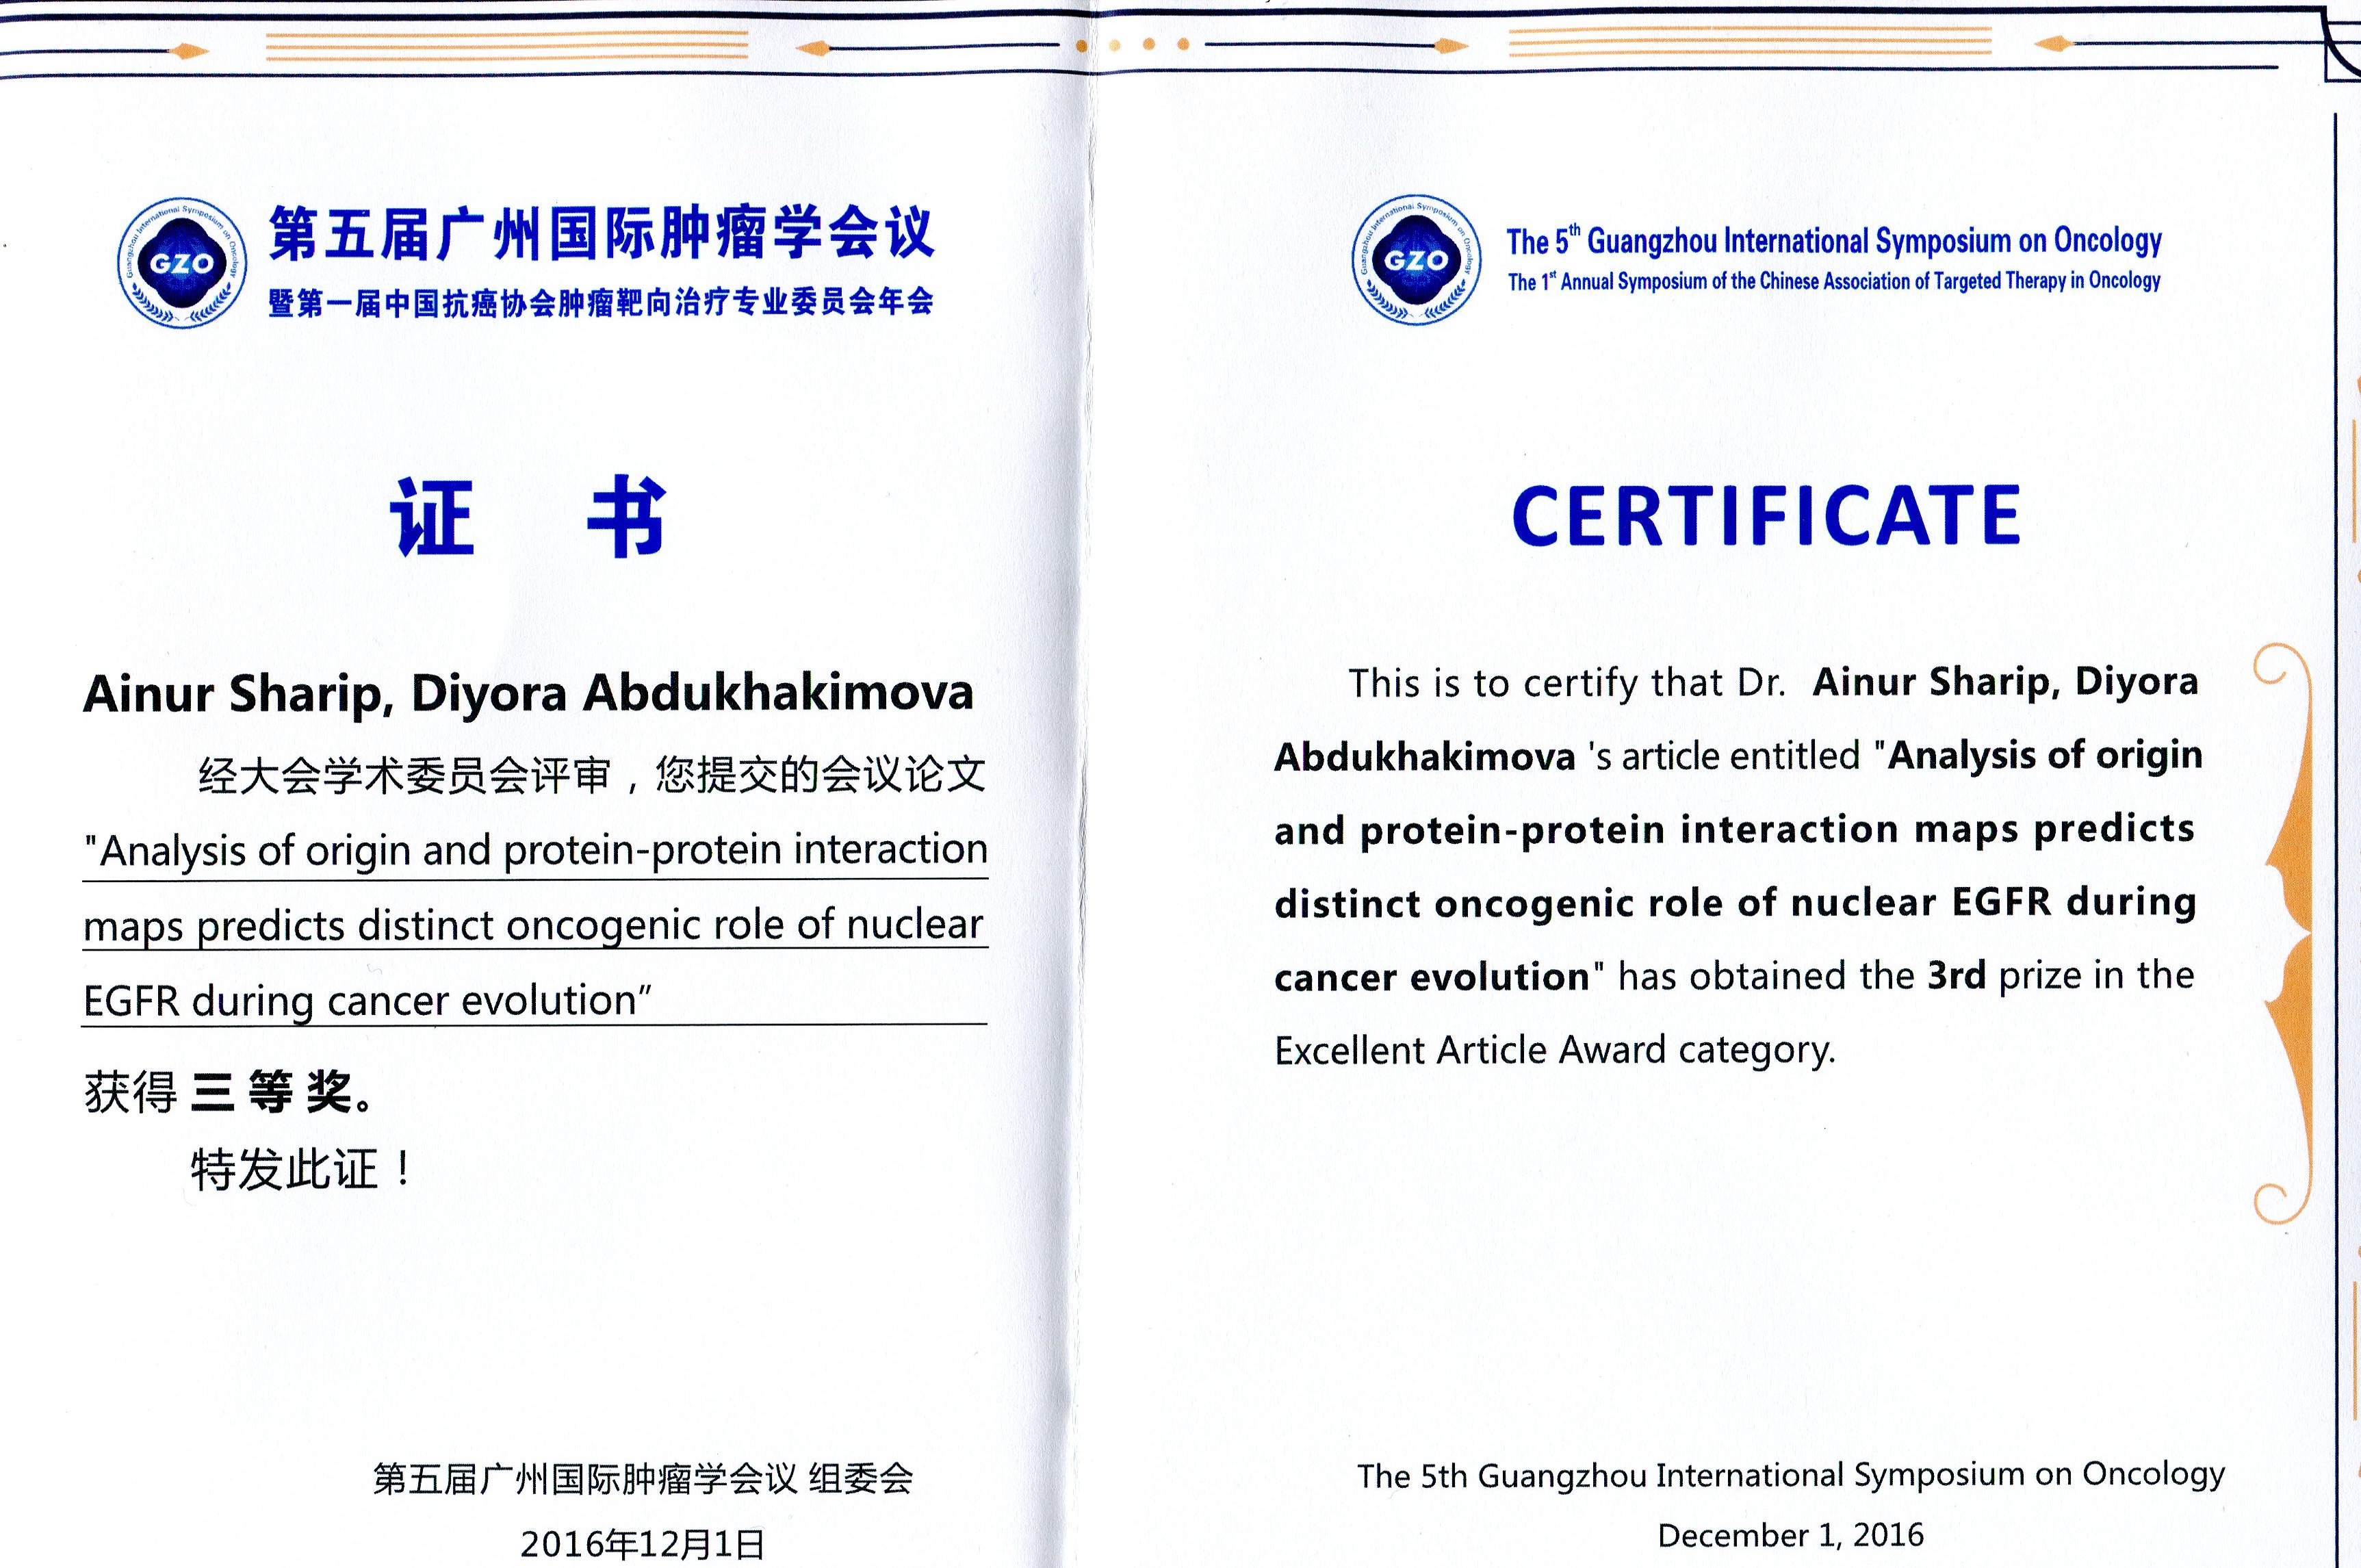 Guangzhou International Symposium on Oncology
GZO
第五届广州国际肿瘤学会议
暨第一届中国抗癌协会肿瘤靶向治疗专业委员会年会
证 书
Ainur Sharip, Diyora Abdukhakimova
经大会学术委员会评审，您提交的会议论文
"Analysis of origin and protein-protein interaction
maps predicts distinct oncogenic role of nuclear
EGFR during cancer evolution"
获得 三 等 奖。
特发此证！
第五届广州国际肿瘤学会议 组委会
2016年12月1日
Guangzhou International Symposium on Oncology
GZO
The 5th Guangzhou International Symposium on Oncology
The 1st Annual Symposium of the Chinese Association of Targeted Therapy in Oncology
CERTIFICATE
This is to certify that Dr. Ainur Sharip, Diyora
Abdukhakimova 's article entitled "Analysis of origin
and protein-protein interaction maps predicts
distinct oncogenic role of nuclear EGFR during
cancer evolution" has obtained the 3rd prize in the
Excellent Article Award category.
The 5th Guangzhou International Symposium on Oncology
December 1, 2016